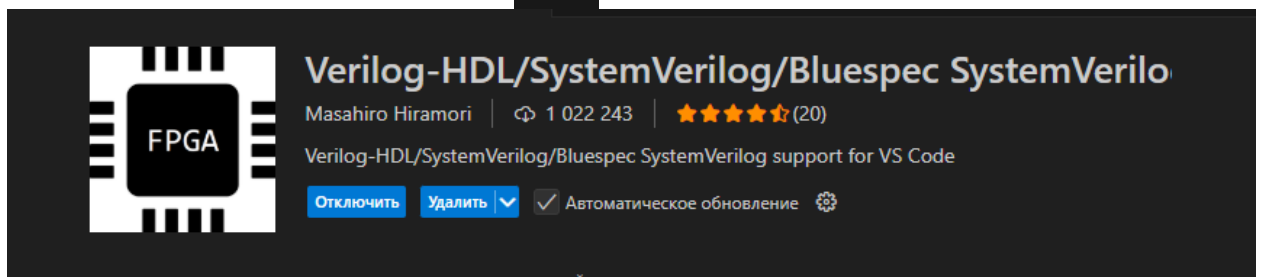 FPGA
Verilog-HDL/SystemVerilog/Bluespec SystemVerilo
Masahiro Hiramori 1 022 243 (20)
Verilog-HDL/SystemVerilog/Bluespec SystemVerilog support for VS Code
Отключить Удалить Автоматическое обновление